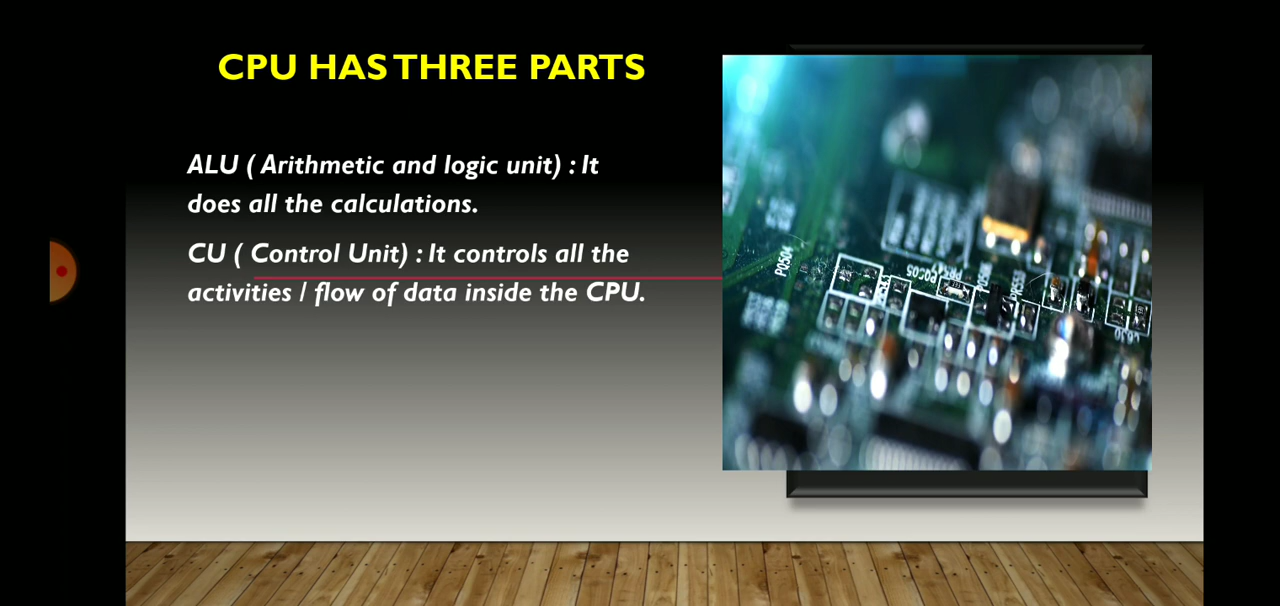 CPU HAS THREE PARTS
ALU ( Arithmetic and logic unit) : It
does all the calculations.
CU ( Control Unit) : It controls all the
activities / flow of data inside the CPU.
PQ504